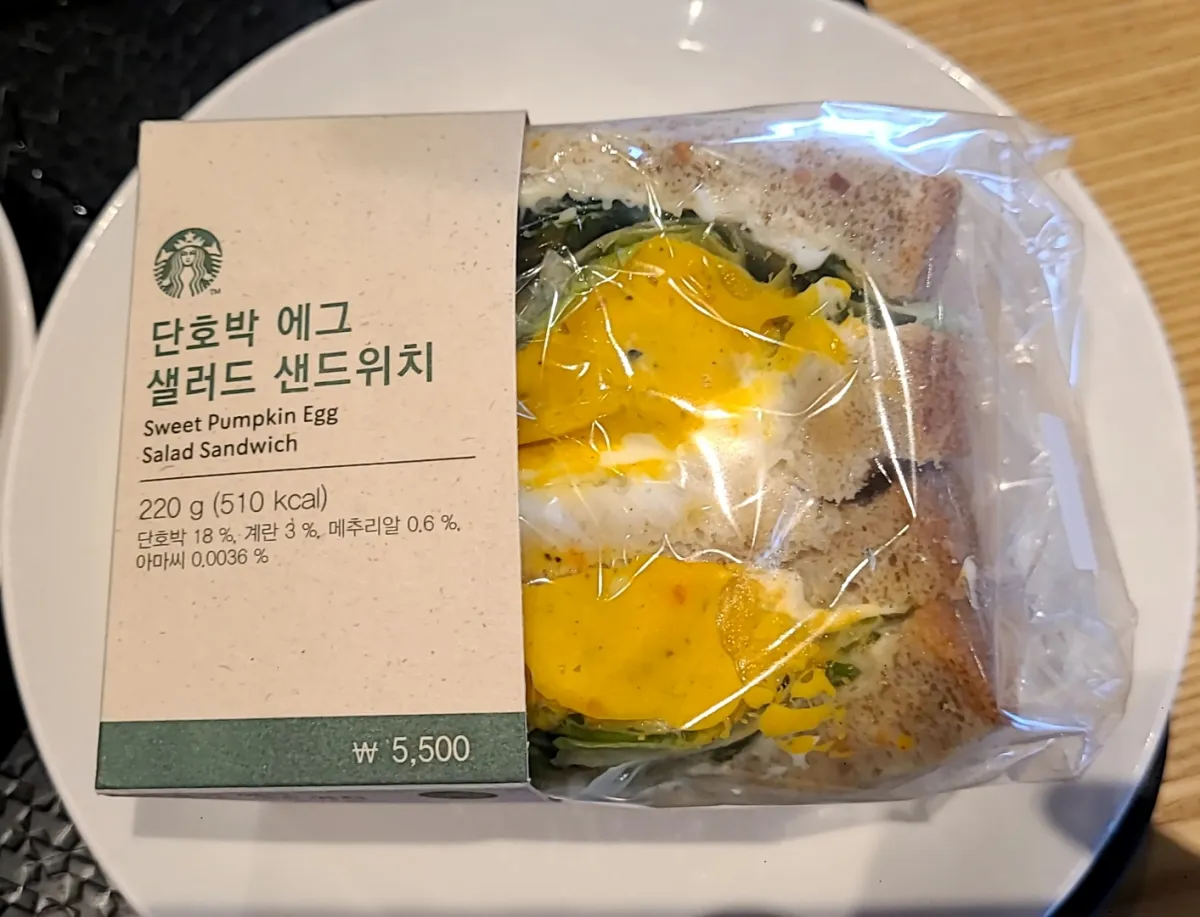 단호박 에그
샐러드 샌드위치
Sweet Pumpkin Egg
Salad Sandwich
220 g (510 kcal)
단호박 18 %, 계란 3 %, 메추리알 0.6 %,
아마씨 0.0036 %
₩ 5,500